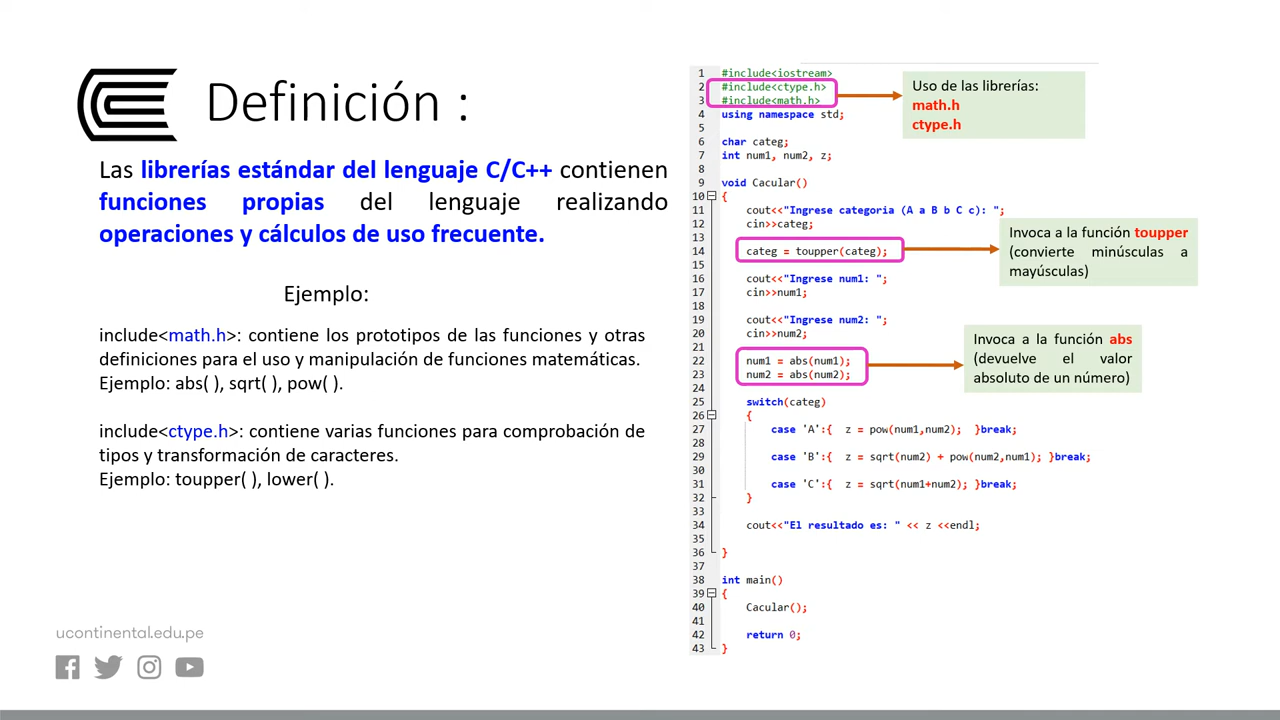 Definición :
Las librerías estándar del lenguaje C/C++ contienen
funciones propias del lenguaje realizando
operaciones y cálculos de uso frecuente.
Ejemplo:
include<math.h>: contiene los prototipos de las funciones y otras
definiciones para el uso y manipulación de funciones matemáticas.
Ejemplo: abs( ), sqrt( ), pow( ).
include<ctype.h>: contiene varias funciones para comprobación de
tipos y transformación de caracteres.
Ejemplo: toupper( ), lower( ).
ucontinental.edu.pe
1 #include<iostream>
2 #include<ctype.h>
3 #include<math.h>
4 using namespace std;
5
6 char categ;
7 int num1, num2, z;
8
9 void Cacular()
10 {
11 cout<<"Ingrese categoria (A a B b C c): ";
12 cin>>categ;
13
14 categ = toupper(categ);
15
16 cout<<"Ingrese num1: ";
17 cin>>num1;
18
19 cout<<"Ingrese num2: ";
20 cin>>num2;
21
22 num1 = abs(num1);
23 num2 = abs(num2);
24
25 switch(categ)
26 {
27 case 'A':{ z = pow(num1,num2); }break;
28
29 case 'B':{ z = sqrt(num2) + pow(num2,num1); }break;
30
31 case 'C':{ z = sqrt(num1+num2); }break;
32 }
33
34 cout<<"El resultado es: " << z <<endl;
35
36 }
37
38 int main()
39 {
40 Cacular();
41
42 return 0;
43 }
Uso de las librerías:
math.h
ctype.h
Invoca a la función toupper
(convierte minúsculas a
mayúsculas)
Invoca a la función abs
(devuelve el valor
absoluto de un número)